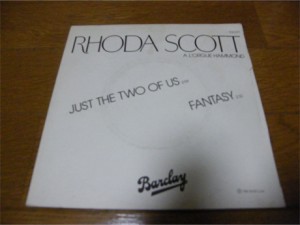 RHODA SCOTT
A L'ORGUE HAMMOND
JUST THE TWO OF US
FANTASY
Barclay